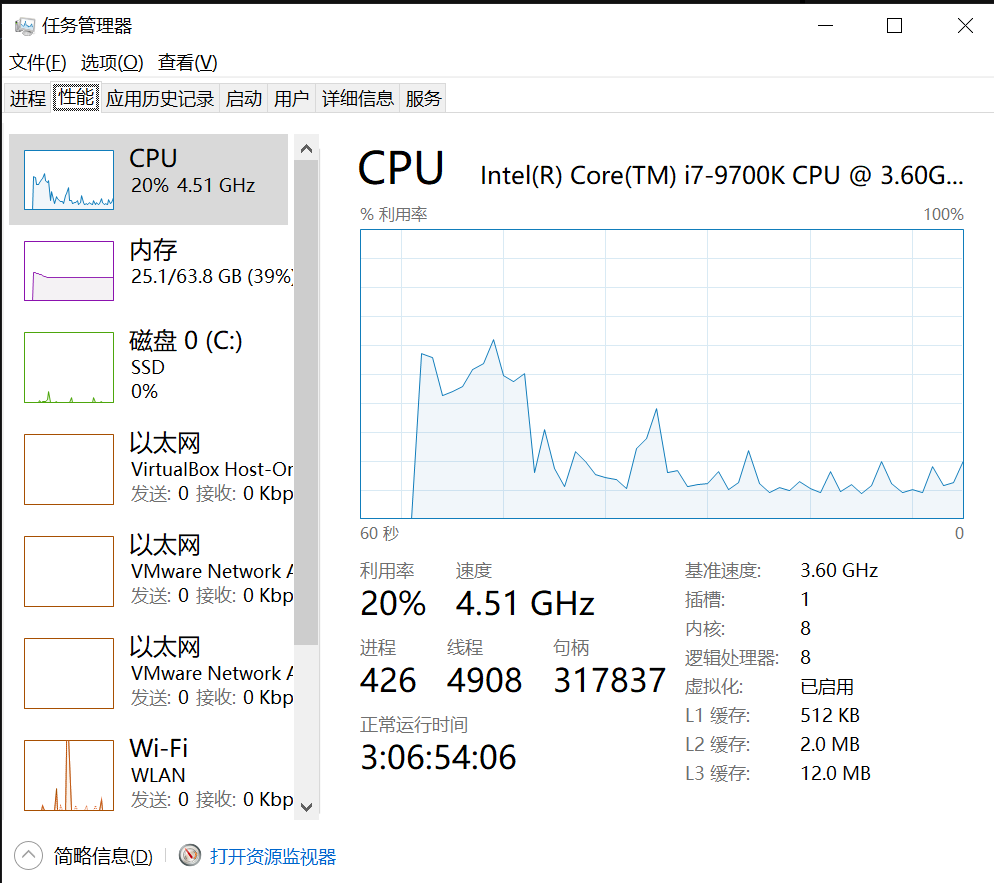 任务管理器
文件(F) 选项(O) 查看(V)
进程 性能 应用历史记录 启动 用户 详细信息 服务
CPU
20% 4.51 GHz
内存
25.1/63.8 GB (39%)
磁盘 0 (C:)
SSD
0%
以太网
VirtualBox Host-Or
发送: 0 接收: 0 Kbp
以太网
VMware Network A
发送: 0 接收: 0 Kbp
以太网
VMware Network A
发送: 0 接收: 0 Kbp
Wi-Fi
WLAN
发送: 0 接收: 0 Kbp
CPU Intel(R) Core(TM) i7-9700K CPU @ 3.60G...
% 利用率 100%
60 秒 0
利用率 速度
20% 4.51 GHz
进程 线程 句柄
426 4908 317837
正常运行时间
3:06:54:06
基准速度: 3.60 GHz
插槽: 1
内核: 8
逻辑处理器: 8
虚拟化: 已启用
L1 缓存: 512 KB
L2 缓存: 2.0 MB
L3 缓存: 12.0 MB
简略信息(D) 打开资源监视器